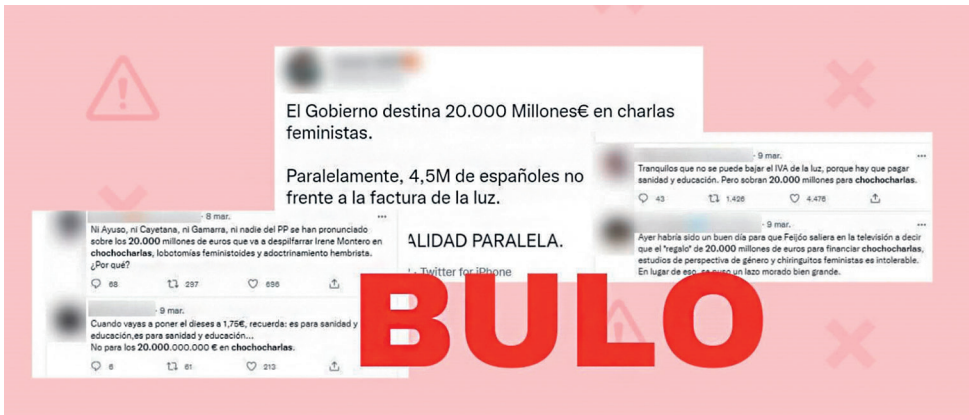 El Gobierno destina 20.000 Millones€ en charlas
feministas.
Paralelamente, 4,5M de españoles no
frente a la factura de la luz.
ALIDAD PARALELA.
Twitter for iPhone
· 8 mar.
Ni Ayuso, ni Cayetana, ni Gamarra, ni nadie del PP se han pronunciado
sobre los 20.000 millones de euros que va a despilfarrar Irene Montero en
chochocharlas, lobotomías feministoides y adoctrinamiento hembrista.
¿Por qué?
68 297 696
· 9 mar.
Cuando vayas a poner el dieses a 1,75€, recuerda: es para sanidad y
educación,es para sanidad y educación...
No para los 20.000.000.000 € en chochocharlas.
6 61 213
· 9 mar.
Tranquilos que no se puede bajar el IVA de la luz, porque hay que pagar
sanidad y educación. Pero sobran 20.000 millones para chochocharlas.
43 1.426 4.476
· 9 mar.
Ayer habría sido un buen día para que Feijóo saliera en la televisión a decir
que el "regalo" de 20.000 millones de euros para financiar chochocharlas,
estudios de perspectiva de género y chiringuitos feministas es intolerable.
En lugar de eso, se puso un lazo morado bien grande.
BULO